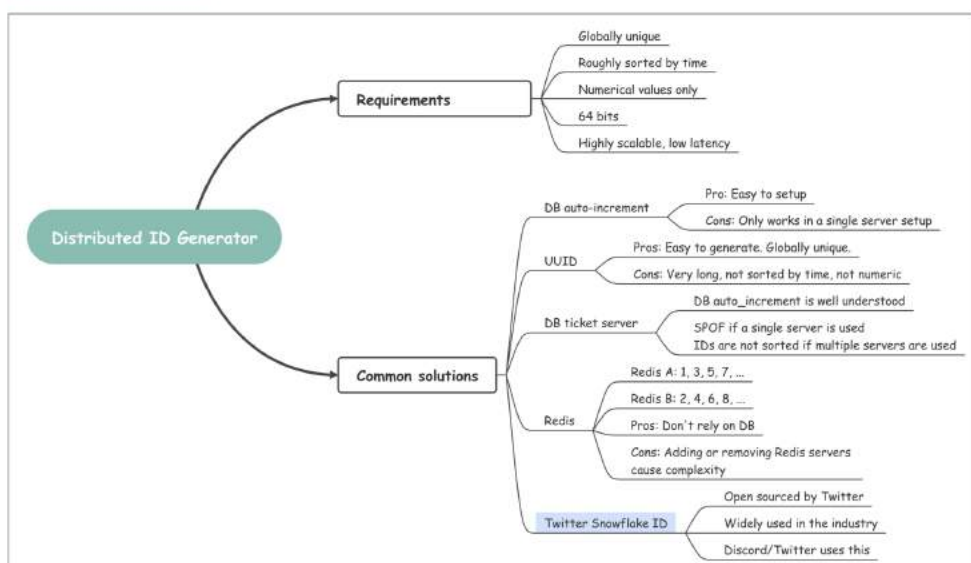 Distributed ID Generator
Requirements
Globally unique
Roughly sorted by time
Numerical values only
64 bits
Highly scalable, low latency
Common solutions
DB auto-increment
Pro: Easy to setup
Cons: Only works in a single server setup
UUID
Pros: Easy to generate. Globally unique.
Cons: Very long, not sorted by time, not numeric
DB ticket server
DB auto_increment is well understood
SPOF if a single server is used
IDs are not sorted if multiple servers are used
Redis
Redis A: 1, 3, 5, 7, ...
Redis B: 2, 4, 6, 8, ...
Pros: Don't rely on DB
Cons: Adding or removing Redis servers
cause complexity
Twitter Snowflake ID
Open sourced by Twitter
Widely used in the industry
Discord/Twitter uses this